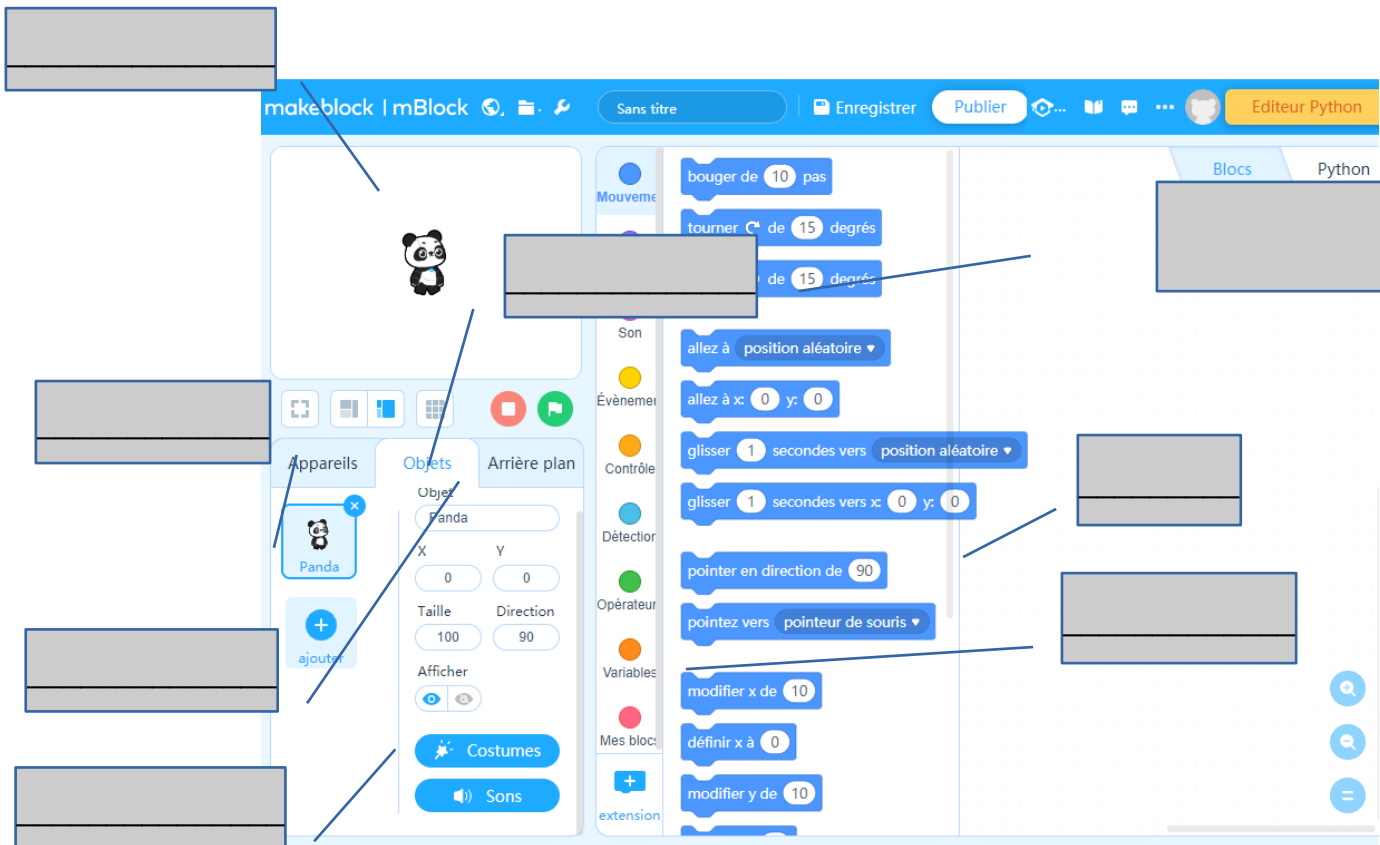 makeblock | mBlock
Sans titre
Enregistrer
Publier
Editeur Python
Blocs
Python
Mouveme
Son
Évènemer
Contrôle
Détection
Opérateur
Variables
Mes blocs
extension
bouger de 10 pas
tourner de 15 degrés
de 15 degrés
allez à position aléatoire
allez à x: 0 y: 0
glisser 1 secondes vers position aléatoire
glisser 1 secondes vers x: 0 y: 0
pointer en direction de 90
pointez vers pointeur de souris
modifier x de 10
définir x à 0
modifier y de 10
Appareils
Objets
Arrière plan
Panda
ajouter
Objet
Panda
X Y
0 0
Taille Direction
100 90
Afficher
Costumes
Sons